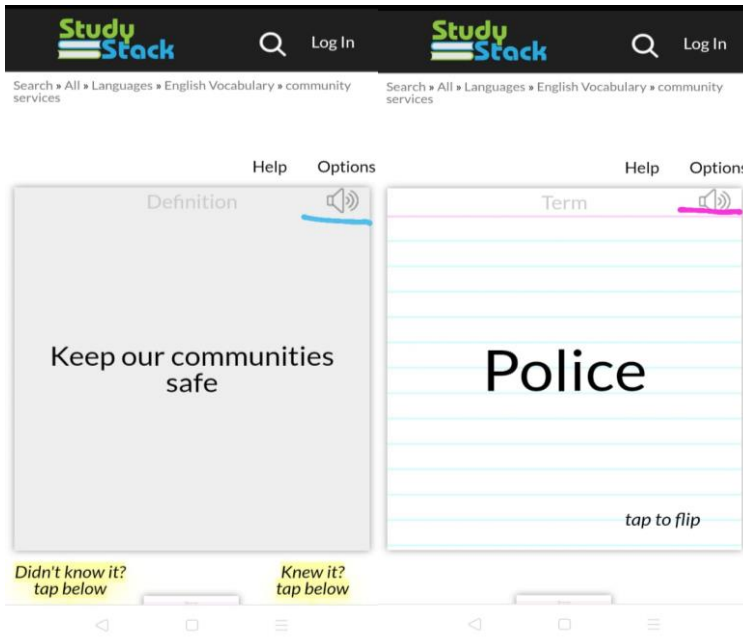 Study
Stack
Log In
Search » All » Languages » English Vocabulary » community
services
Help Options
Definition
Keep our communities
safe
Didn't know it?
tap below
Knew it?
tap below
Study
Stack
Log In
Search » All » Languages » English Vocabulary » community
services
Help Options
Term
Police
tap to flip